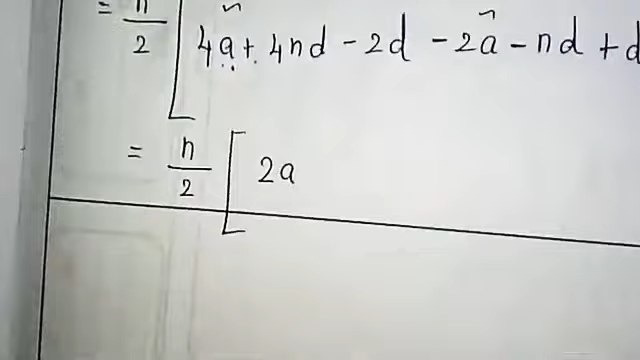 = n/2 [4a + 4nd - 2d - 2a - nd + d
= n/2 [2a